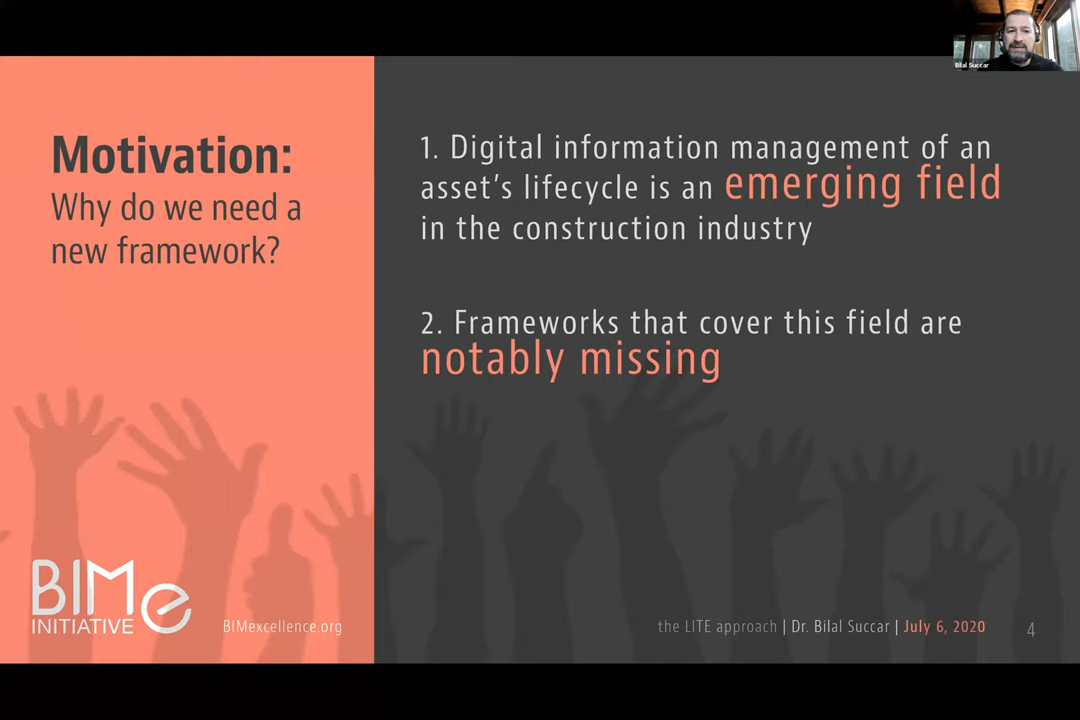 Bilal Succar
Motivation:
Why do we need a
new framework?
1. Digital information management of an
asset's lifecycle is an emerging field
in the construction industry
2. Frameworks that cover this field are
notably missing
BIMe
INITIATIVE
BIMexcellence.org
the LITE approach | Dr. Bilal Succar | July 6, 2020
4